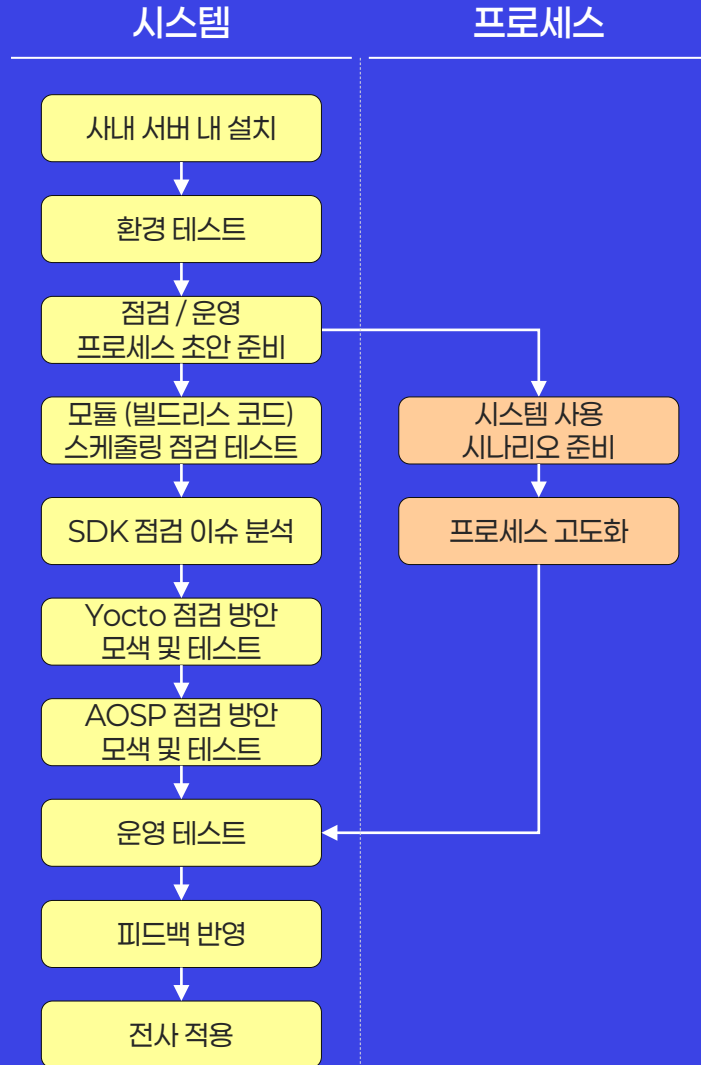 시스템
프로세스
사내 서버 내 설치
환경 테스트
점검 / 운영
프로세스 초안 준비
모듈 (빌드리스 코드)
스케줄링 점검 테스트
시스템 사용
시나리오 준비
SDK 점검 이슈 분석
프로세스 고도화
Yocto 점검 방안
모색 및 테스트
AOSP 점검 방안
모색 및 테스트
운영 테스트
피드백 반영
전사 적용